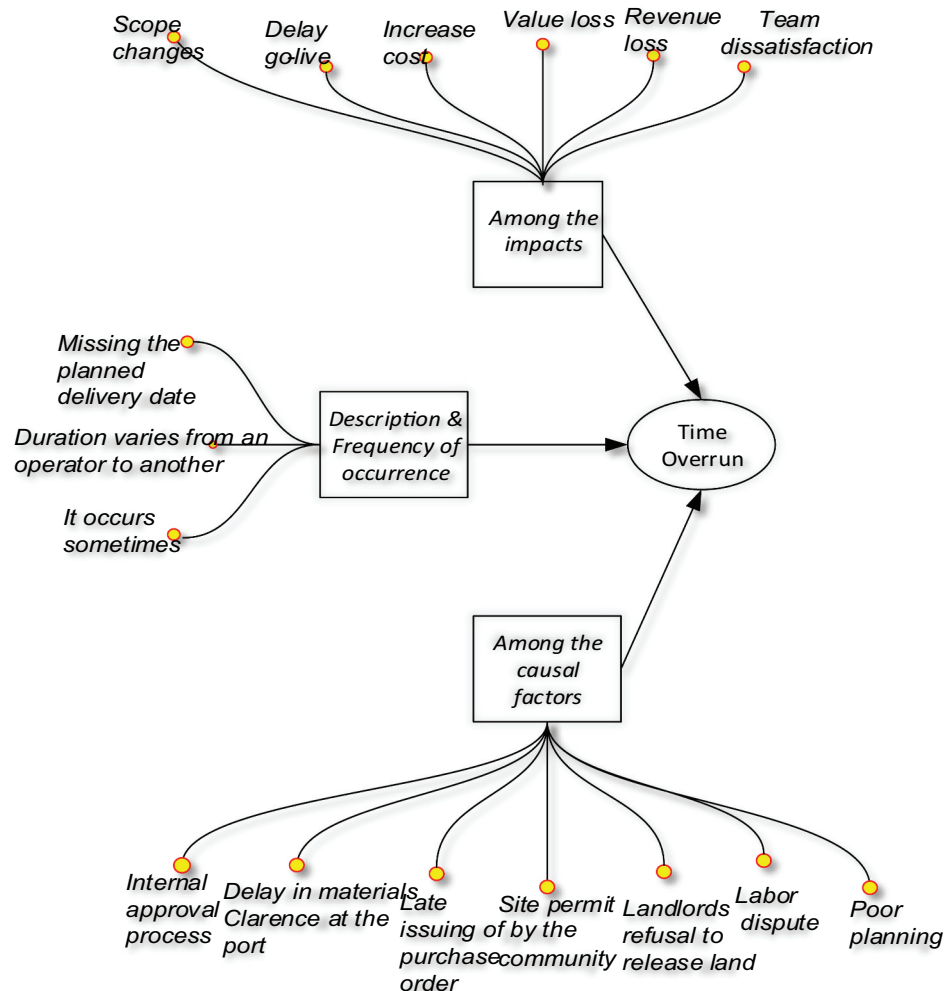 Scope
changes
Delay
go-live
Increase
cost
Value loss
Revenue
loss
Team
dissatisfaction
Among the
impacts
Missing the
planned
delivery date
Duration varies from an
operator to another
It occurs
sometimes
Description &
Frequency of
occurrence
Time
Overrun
Among the
causal
factors
Internal
approval
process
Delay in materials
Clarence at the
port
Late
issuing of
purchase
order
Site permit
by the
community
Landlords
refusal to
release land
Labor
dispute
Poor
planning